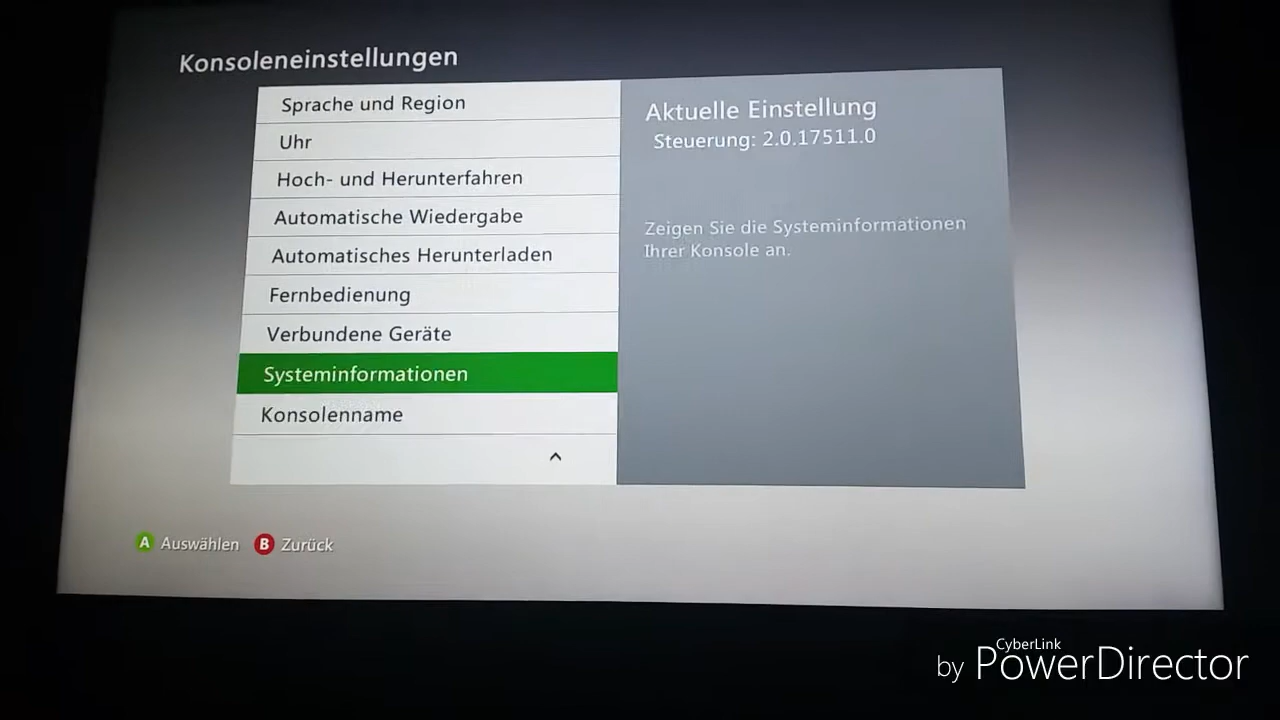 Konsoleneinstellungen
Sprache und Region
Uhr
Hoch- und Herunterfahren
Automatische Wiedergabe
Automatisches Herunterladen
Fernbedienung
Verbundene Geräte
Systeminformationen
Konsolenname
Aktuelle Einstellung
Steuerung: 2.0.17511.0
Zeigen Sie die Systeminformationen
Ihrer Konsole an.
A Auswählen B Zurück
CyberLink
by PowerDirector